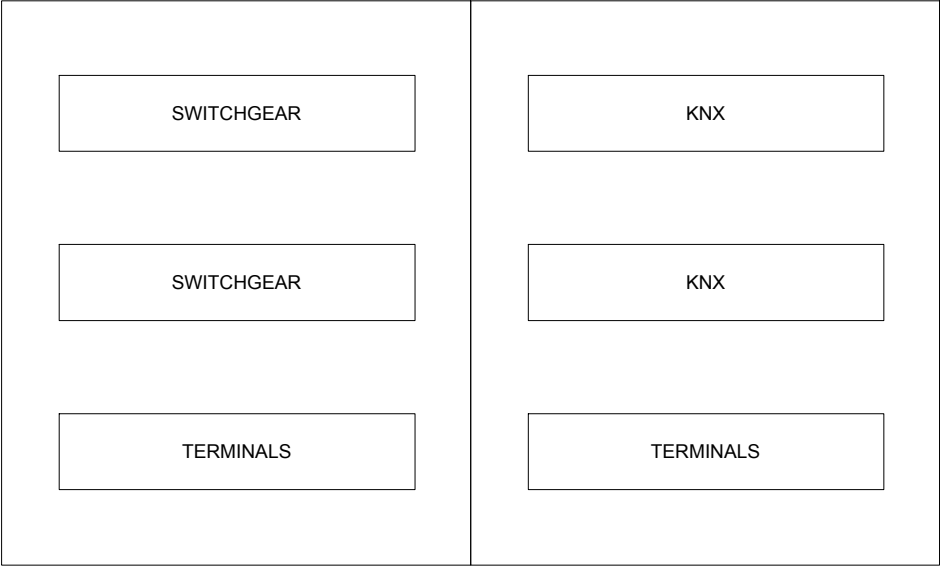 SWITCHGEAR
KNX
SWITCHGEAR
KNX
TERMINALS
TERMINALS